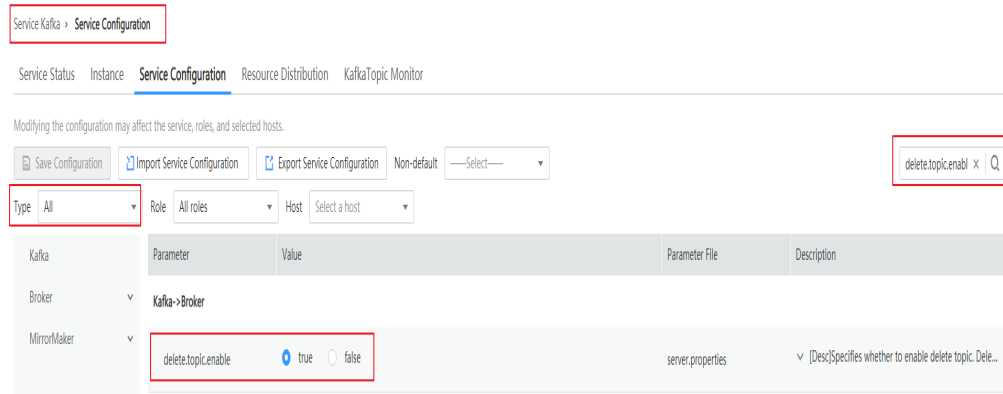 Service Kafka › Service Configuration
Service Status Instance Service Configuration Resource Distribution KafkaTopic Monitor
Modifying the configuration may affect the service, roles, and selected hosts.
Save Configuration Import Service Configuration Export Service Configuration Non-default -----Select----- delete.topic.enabl ×
Type All Role All roles Host Select a host
Kafka Parameter Value Parameter File Description
Broker Kafka->Broker
MirrorMaker
delete.topic.enable true false server.properties [Desc]Specifies whether to enable delete topic. Dele...